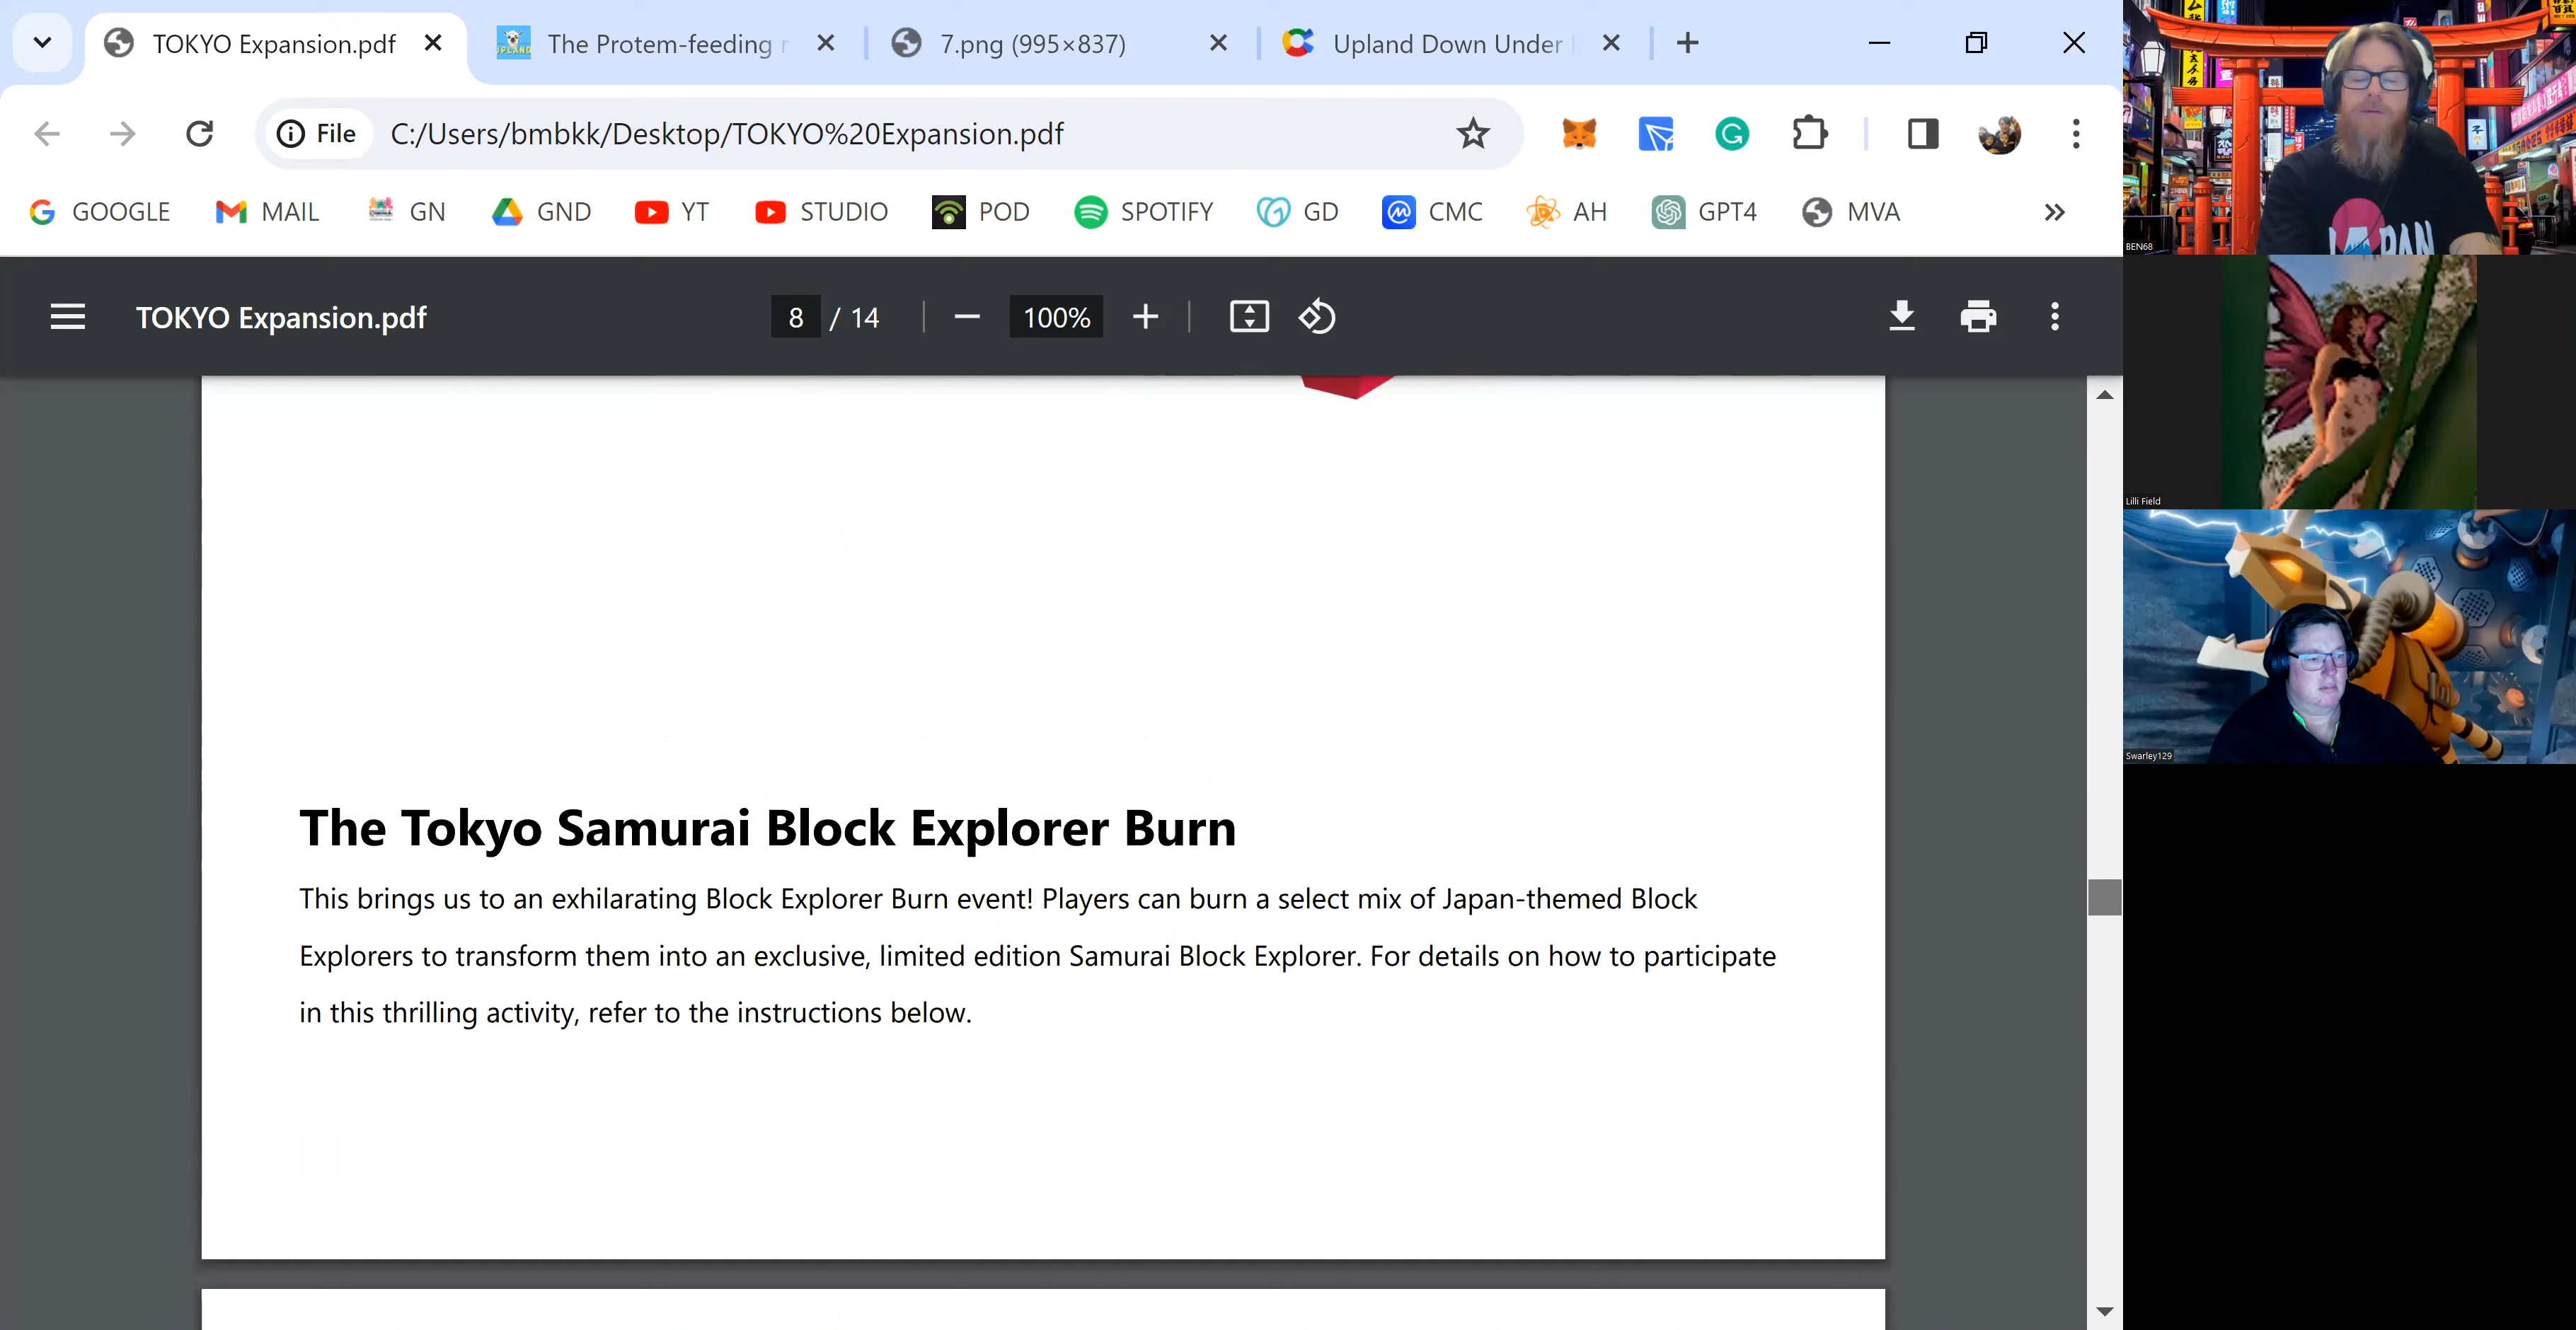 TOKYO Expansion.pdf
The Protem-feeding
7.png (995×837)
Upland Down Under
File
C:/Users/bmbkk/Desktop/TOKYO%20Expansion.pdf
GOOGLE
MAIL
GN
GND
YT
STUDIO
POD
SPOTIFY
GD
CMC
AH
GPT4
MVA
TOKYO Expansion.pdf
8 / 14
100%
The Tokyo Samurai Block Explorer Burn
This brings us to an exhilarating Block Explorer Burn event! Players can burn a select mix of Japan-themed Block
Explorers to transform them into an exclusive, limited edition Samurai Block Explorer. For details on how to participate
in this thrilling activity, refer to the instructions below.
BEN68
Lilli Field
Swarley129